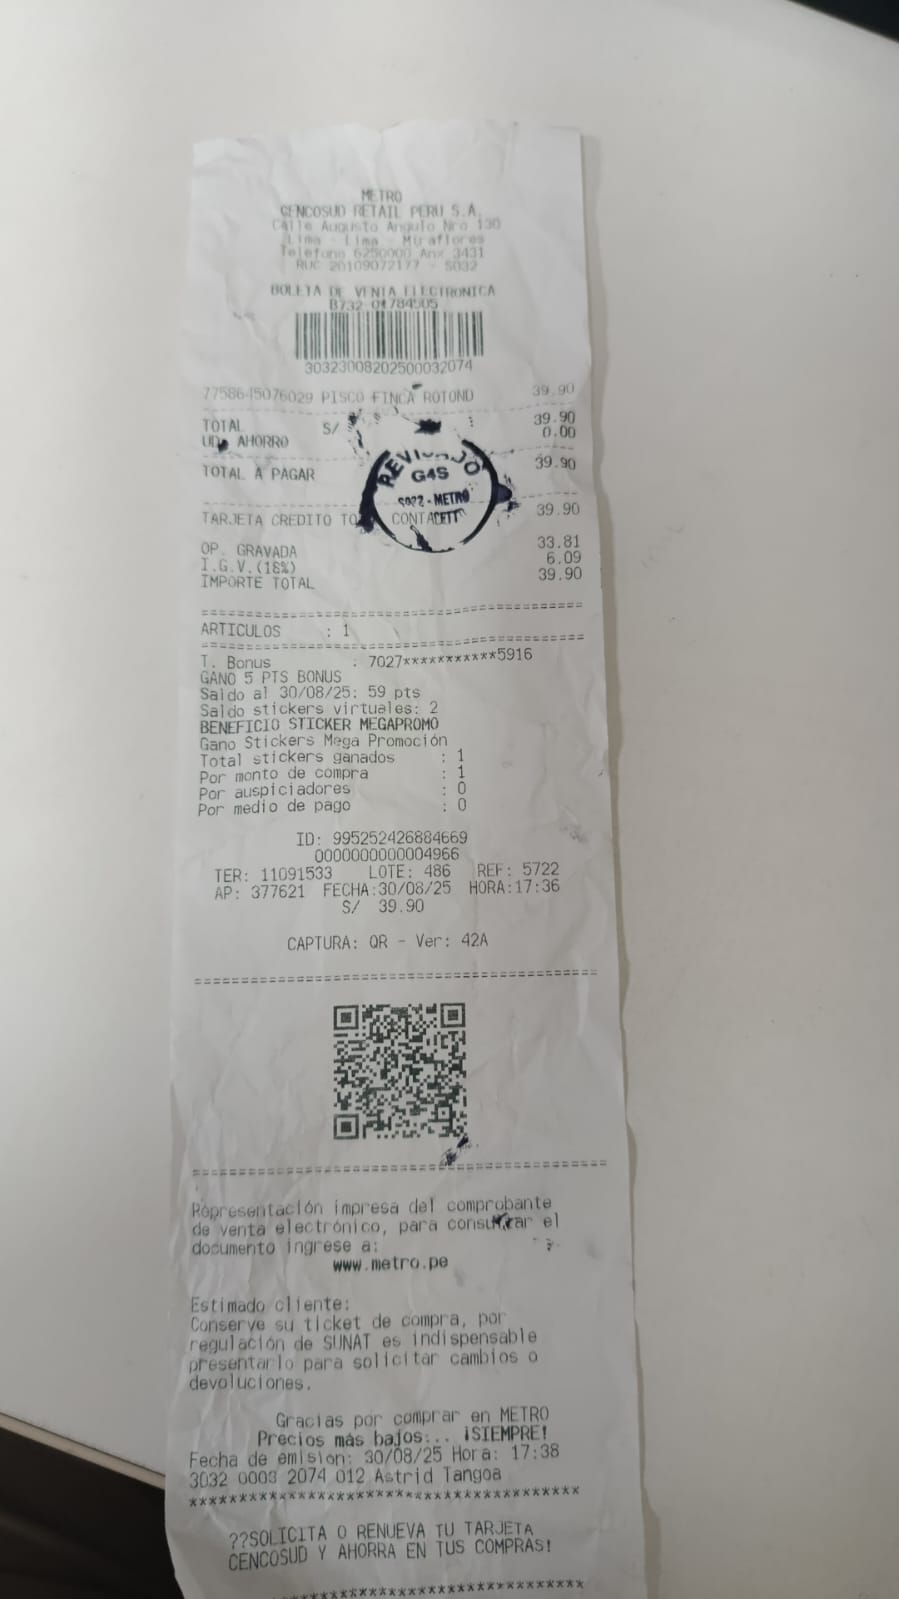 METRO
CENCOSUD RETAIL PERU S.A.
Calle Augusto Angulo Nro 130
Lima - Lima - Miraflores
Telefono 6250000 Anx 3431
RUC 20109072177 - S032
BOLETA DE VENTA ELECTRONICA
B732 01784505
30323008202500032074
7758645076029 PISCO FINCA ROTOND 39.90
TOTAL S/ 39.90
UD. AHORRO 0.00
REVISADO
G4S
METRO
TOTAL A PAGAR 39.90
TARJETA CREDITO 39.90
OP. GRAVADA 33.81
I.G.V.(18%) 6.09
IMPORTE TOTAL 39.90
===========================================
ARTICULOS : 1
===========================================
T. Bonus : 7027***********5916
GANO 5 PTS BONUS
Saldo al 30/08/25: 59 pts
Saldo stickers virtuales: 2
BENEFICIO STICKER MEGAPROMO
Gano Stickers Mega Promoción
Total stickers ganados : 1
Por monto de compra : 1
Por auspiciadores : 0
Por medio de pago : 0
ID: 995252426884669
0000000000004966
TER: 11091533 LOTE: 486 REF: 5722
AP: 377621 FECHA:30/08/25 HORA:17:36
S/ 39.90
CAPTURA: QR - Ver: 42A
===========================================
===========================================
Representación impresa del comprobante
de venta electrónico, para consultar el
documento ingrese a:
www.metro.pe
Estimado cliente:
Conserve su ticket de compra, por
regulación de SUNAT es indispensable
presentarlo para solicitar cambios o
devoluciones.
Gracias por comprar en METRO
Precios más bajos... ¡SIEMPRE!
Fecha de emision: 30/08/25 Hora: 17:38
3032 0003 2074 012 Astrid Tangoa
****************************************
??SOLICITA O RENUEVA TU TARJETA
CENCOSUD Y AHORRA EN TUS COMPRAS!
****************************************